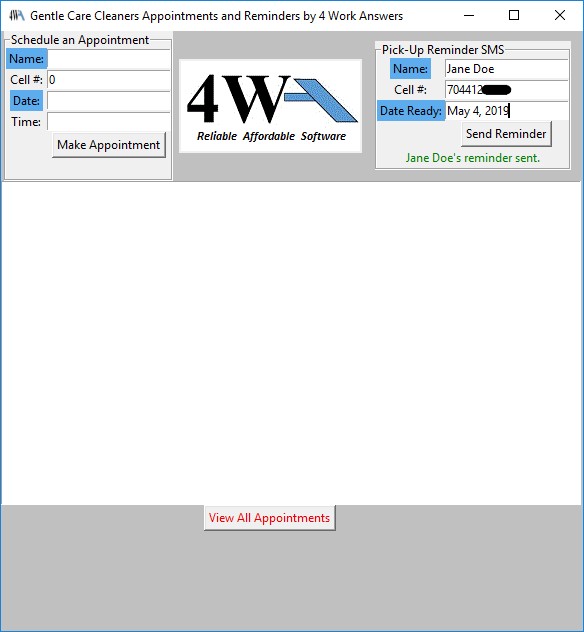 Gentle Care Cleaners Appointments and Reminders by 4 Work Answers
Schedule an Appointment
Name:
Cell #: 0
Date:
Time:
Make Appointment
4WA
Reliable Affordable Software
Pick-Up Reminder SMS
Name: Jane Doe
Cell #: 704412
Date Ready: May 4, 2019
Send Reminder
Jane Doe's reminder sent.
View All Appointments